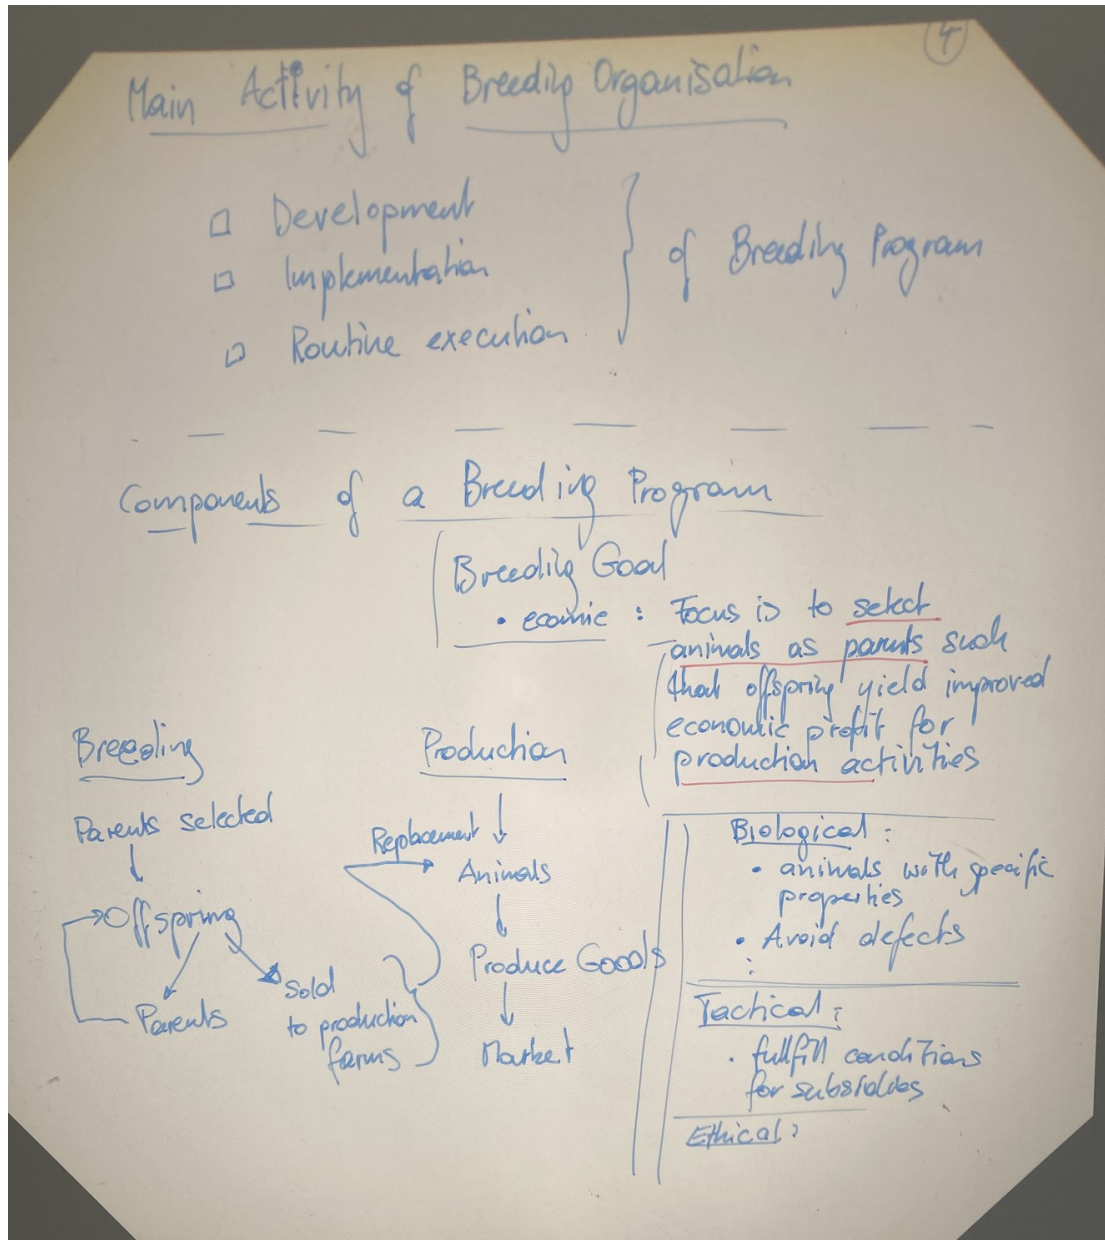 4
Main Activity of Breeding Organisation
□ Development
□ Implementation
□ Routine execution
} of Breeding Program
Components of a Breeding Program
Breeding Goal
• ecomic : Focus is to select
animals as parents such
that offspring yield improved
economic profit for
production activities
Breeding
Parents selected
Offspring
Parents
Sold
to production
farms
Production
Replacement
Animals
Produce Goods
Market
Biological :
• animals with specific
properties
• Avoid defects
:
Tactical :
• fullfill conditions
for subsidies
Ethical :